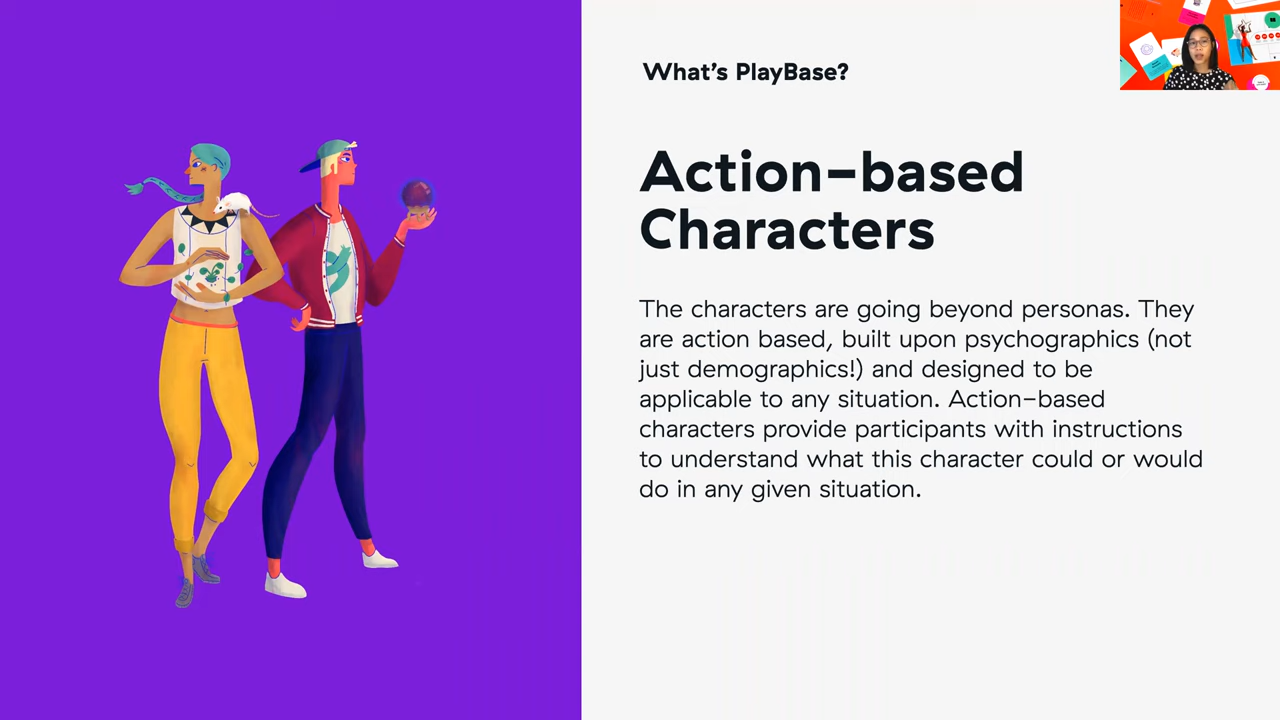 What's PlayBase?
Action-based
Characters
The characters are going beyond personas. They
are action based, built upon psychographics (not
just demographics!) and designed to be
applicable to any situation. Action-based
characters provide participants with instructions
to understand what this character could or would
do in any given situation.